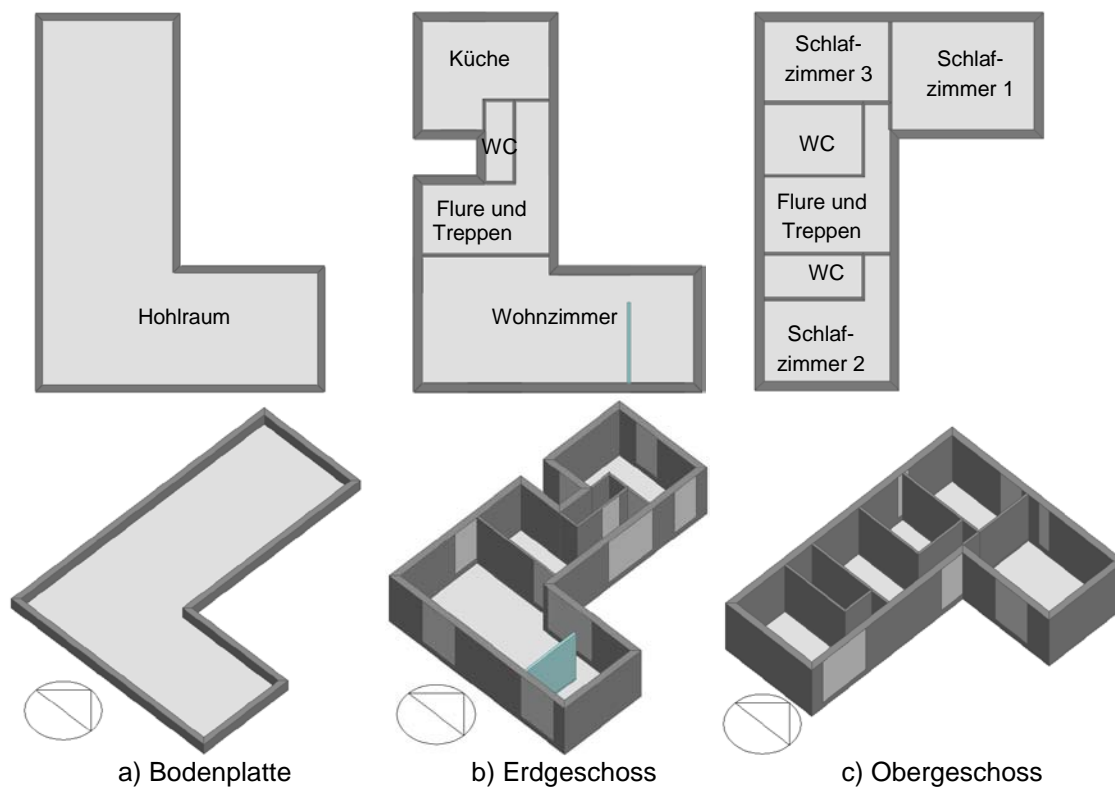 Hohlraum
Küche
WC
Flure und
Treppen
Wohnzimmer
Schlaf-
zimmer 3
Schlaf-
zimmer 1
WC
Flure und
Treppen
WC
Schlaf-
zimmer 2
a) Bodenplatte
b) Erdgeschoss
c) Obergeschoss